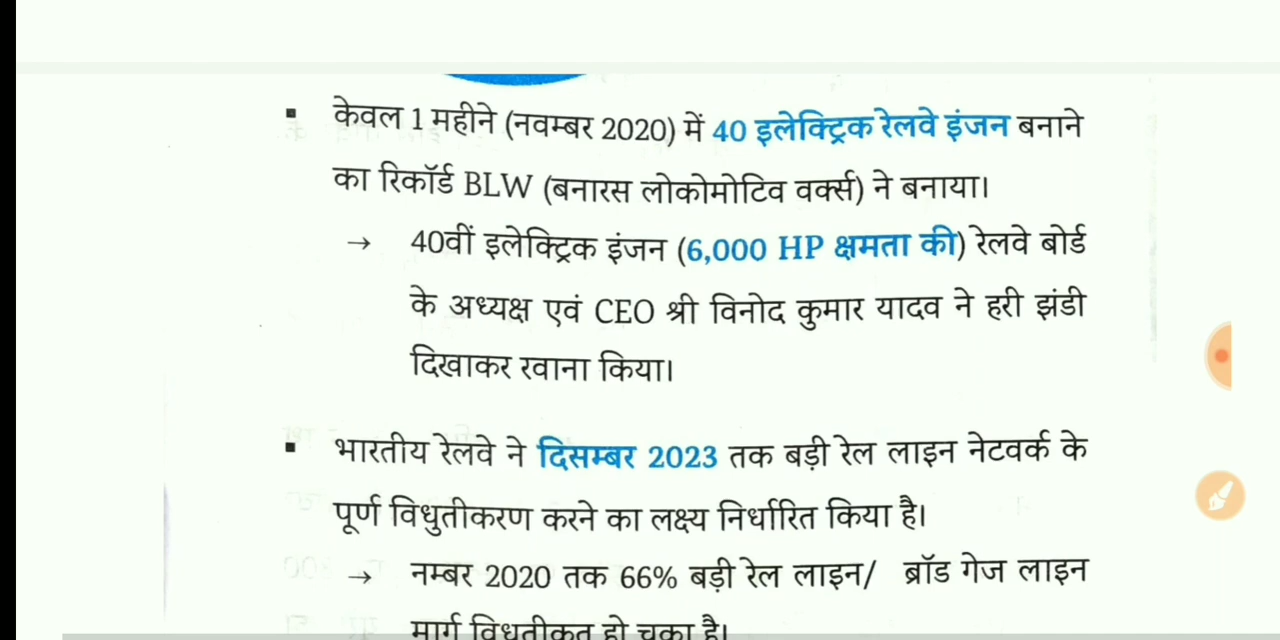 ▪ केवल 1 महीने (नवम्बर 2020) में 40 इलेक्ट्रिक रेलवे इंजन बनाने
का रिकॉर्ड BLW (बनारस लोकोमोटिव वर्क्स) ने बनाया।
→ 40वीं इलेक्ट्रिक इंजन (6,000 HP क्षमता की) रेलवे बोर्ड
के अध्यक्ष एवं CEO श्री विनोद कुमार यादव ने हरी झंडी
दिखाकर रवाना किया।
▪ भारतीय रेलवे ने दिसम्बर 2023 तक बड़ी रेल लाइन नेटवर्क के
पूर्ण विधुतीकरण करने का लक्ष्य निर्धारित किया है।
→ नम्बर 2020 तक 66% बड़ी रेल लाइन/ ब्रॉड गेज लाइन
मार्ग विधुतीकृत हो चुका है।